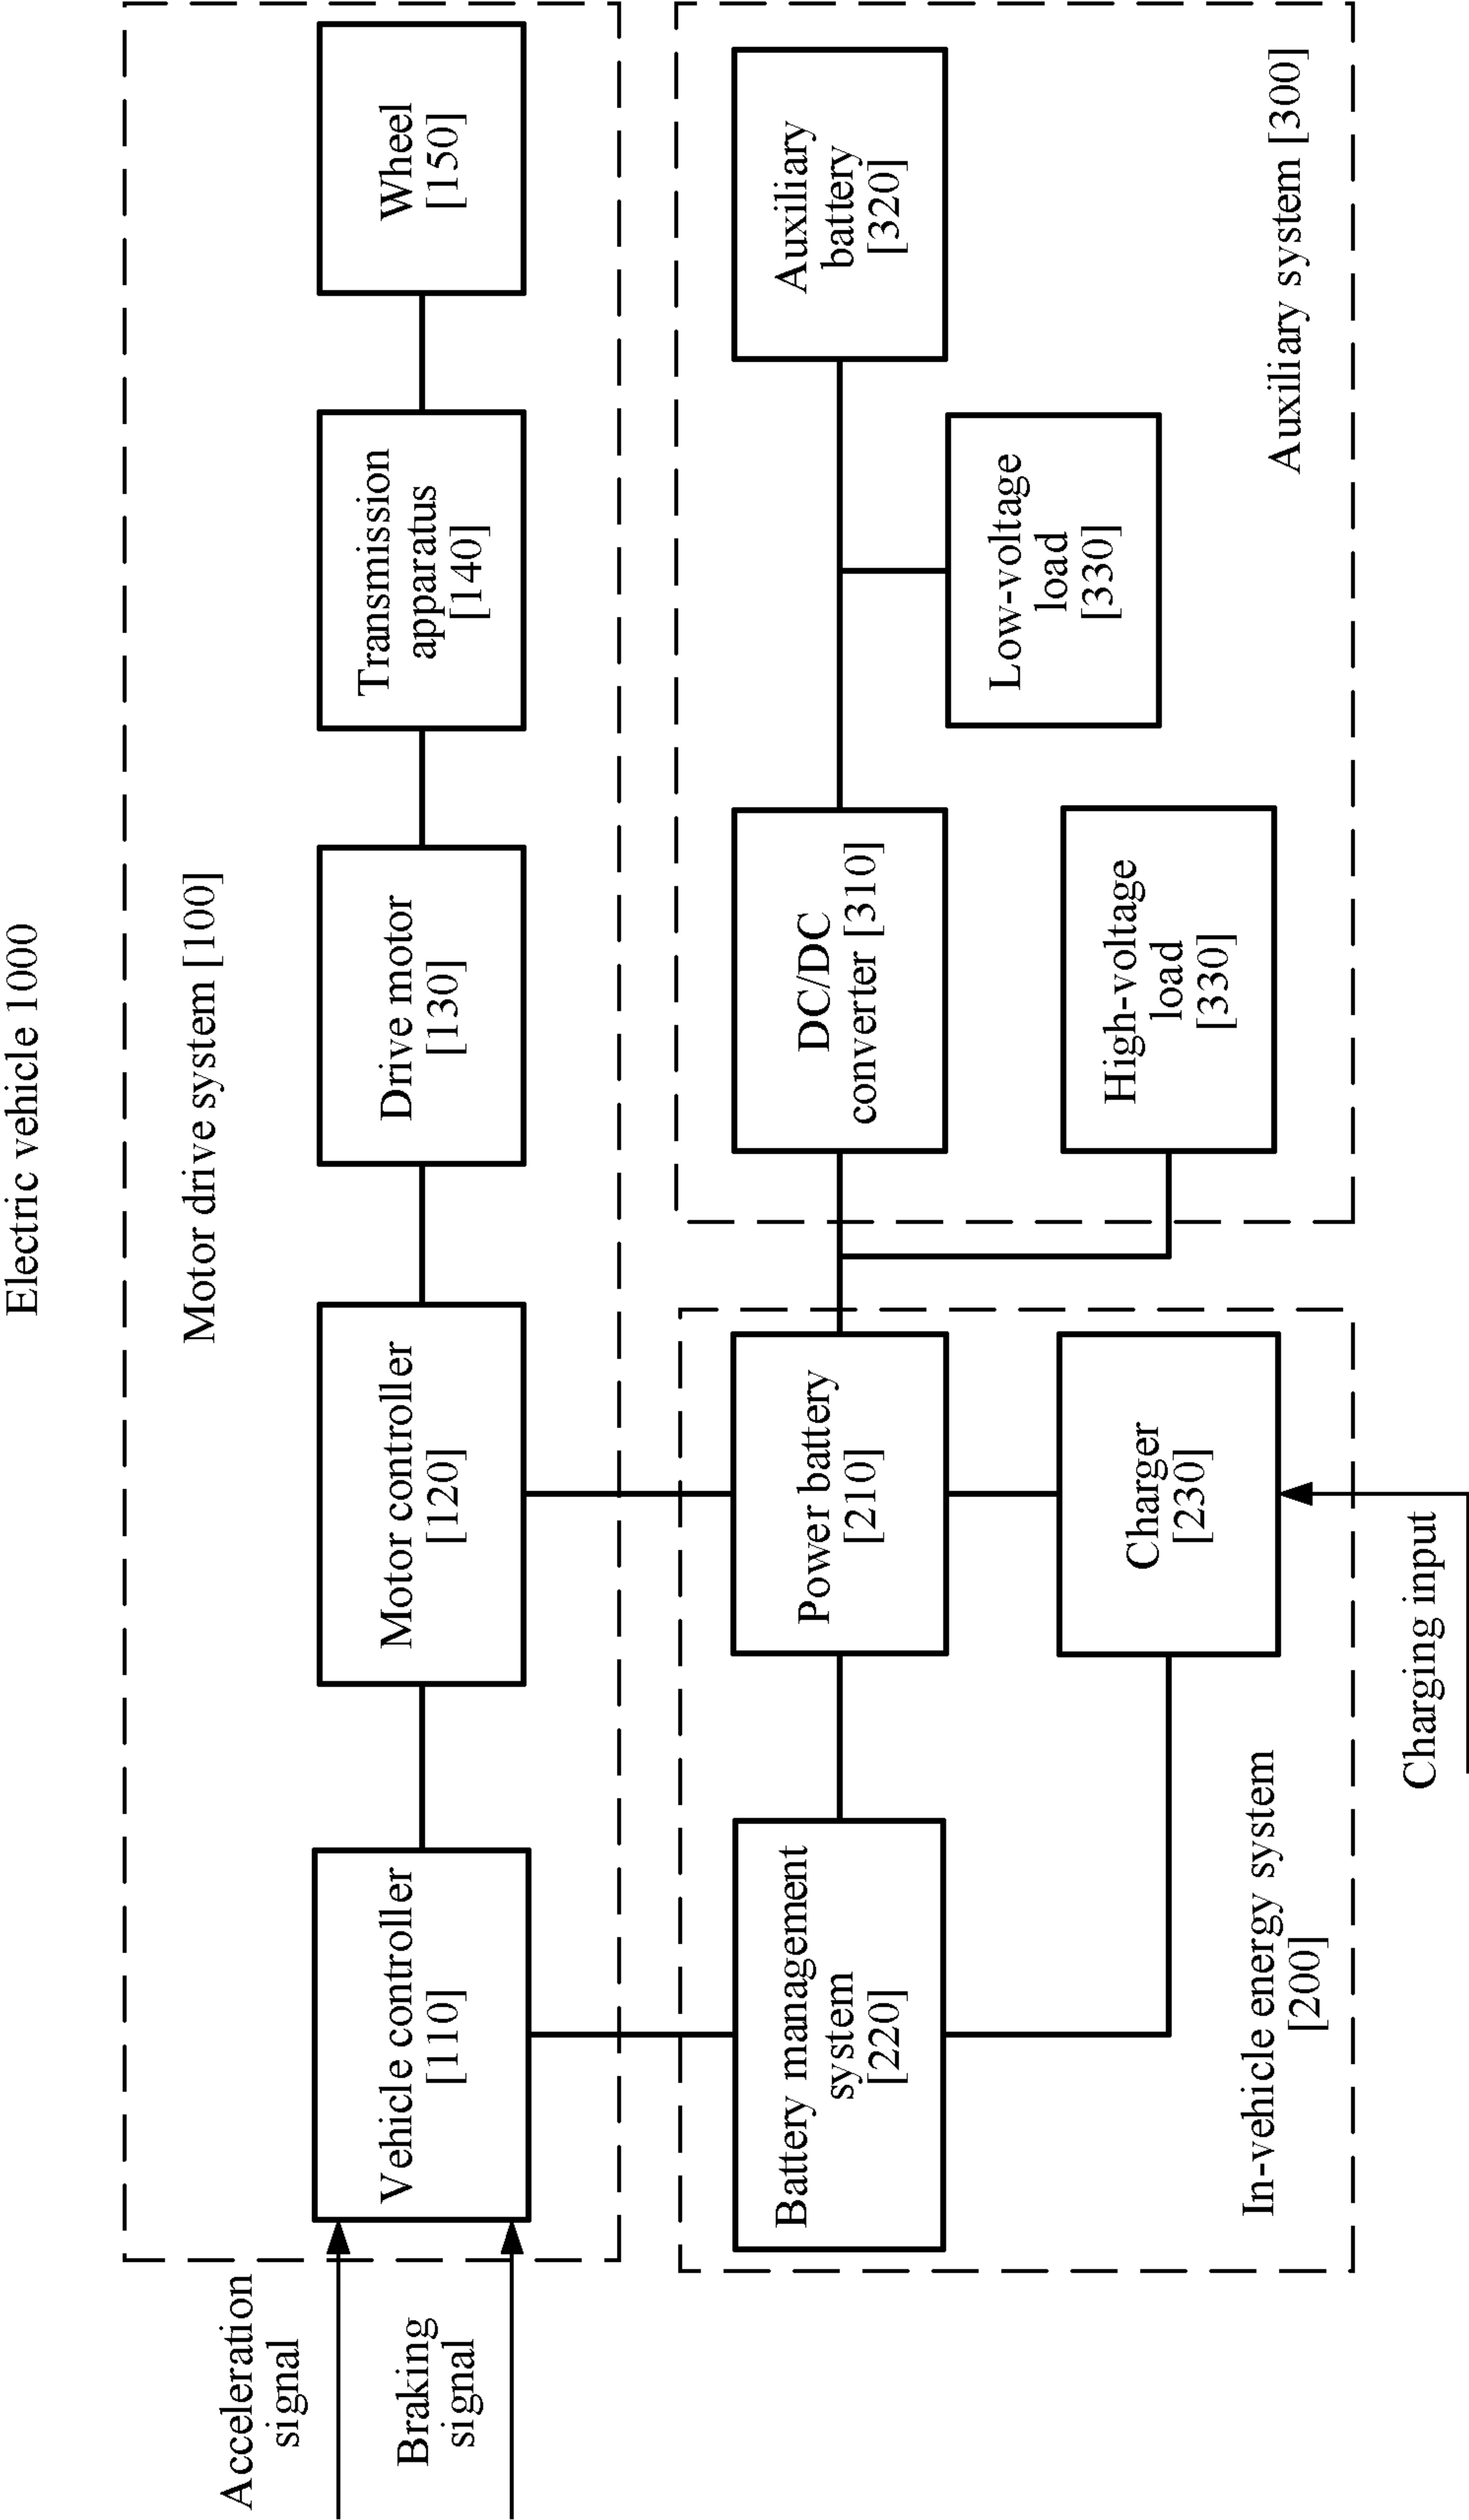 Electric vehicle 1000
Motor drive system [100]
Acceleration
signal
Braking
signal
Vehicle controller
[110]
Motor controller
[120]
Drive motor
[130]
Transmission
apparatus
[140]
Wheel
[150]
Battery management
system
[220]
Power battery
[210]
DC/DC
converter [310]
Auxiliary
battery
[320]
Low-voltage
load
[330]
Charger
[230]
High-voltage
load
[330]
In-vehicle energy system
[200]
Auxiliary system [300]
Charging input